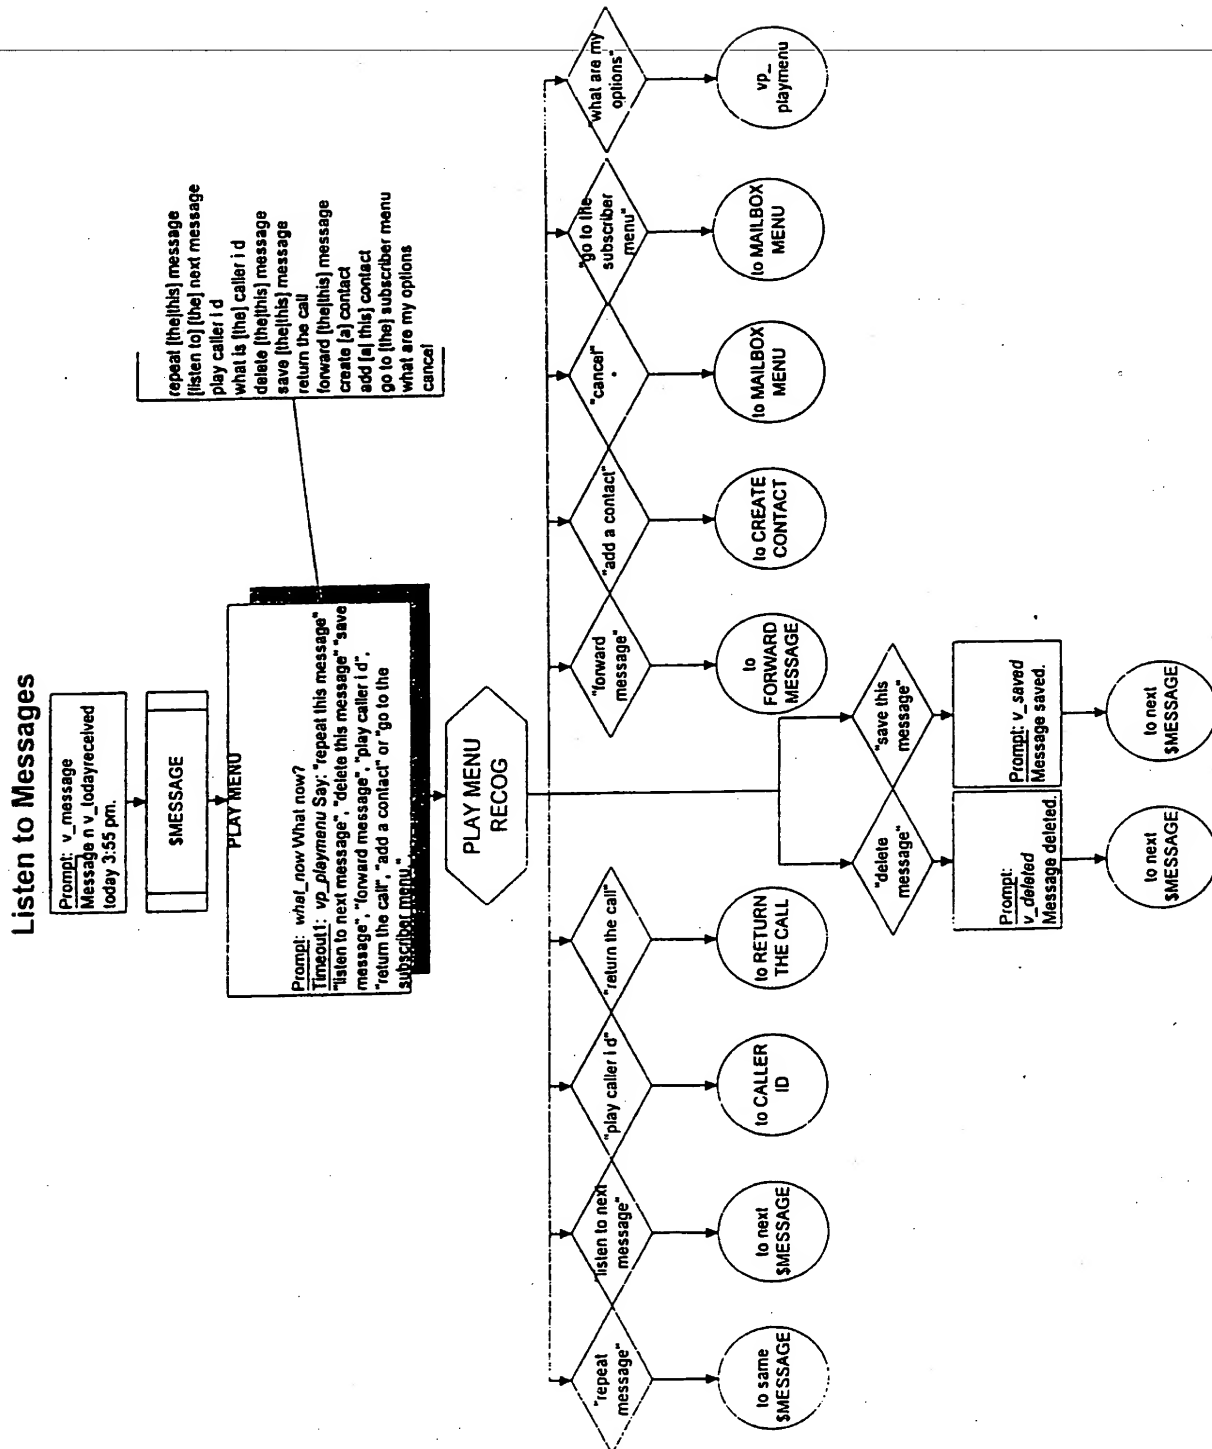 Listen to Messages
Prompt: v_message
Message n v_todayreceived
today 3:55 pm.
$MESSAGE
PLAY MENU
Prompt: what_now What now?
Timeout1: vp_playmenu Say: "repeat this message"
"listen to next message", "delete this message" "save
message", "forward message", "play caller i d",
"return the call", "add a contact" or "go to the
subscriber menu."
repeat [the|this] message
[listen to] [the] next message
play caller i d
what is [the] caller i d
delete [the|this] message
save [the|this] message
return the call
forward [the|this] message
create [a] contact
add [a| this] contact
go to [the] subscriber menu
what are my options
cancel
PLAY MENU
RECOG
"repeat
message"
"listen to next
message"
"play caller i d"
"return the call"
"forward
message"
"add a contact"
"cancel"
"go to the
subscriber
menu"
"what are my
options"
to same
$MESSAGE
to next
$MESSAGE
to CALLER
ID
to RETURN
THE CALL
to
FORWARD
MESSAGE
to CREATE
CONTACT
to MAILBOX
MENU
to MAILBOX
MENU
vp_
playmenu
"delete
message"
"save this
message"
Prompt:
v_deleted
Message deleted.
Prompt: v_saved
Message saved.
to next
$MESSAGE
to next
$MESSAGE